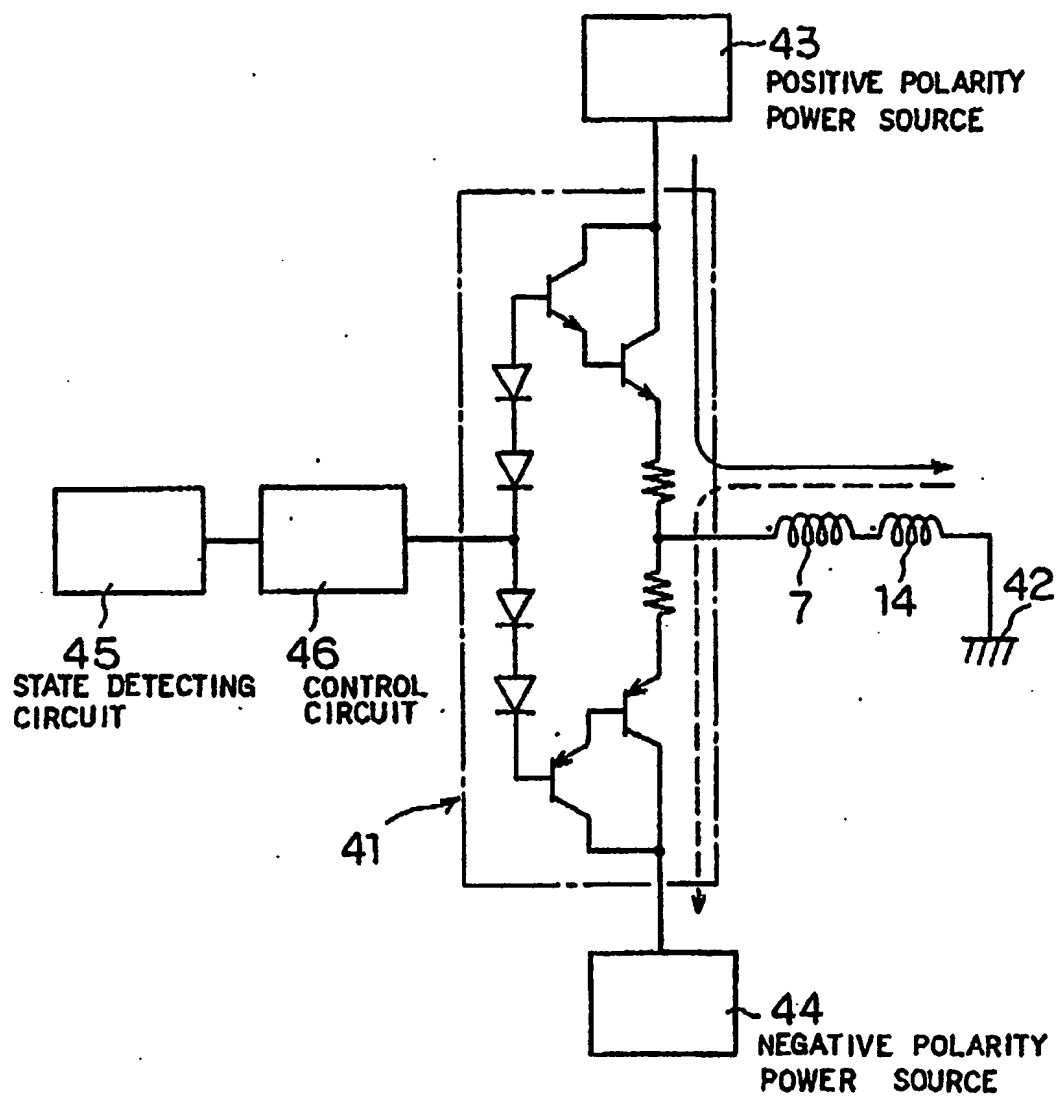 43
POSITIVE POLARITY
POWER SOURCE
7
14
42
45
STATE DETECTING
CIRCUIT
46
CONTROL
CIRCUIT
41
44
NEGATIVE POLARITY
POWER SOURCE